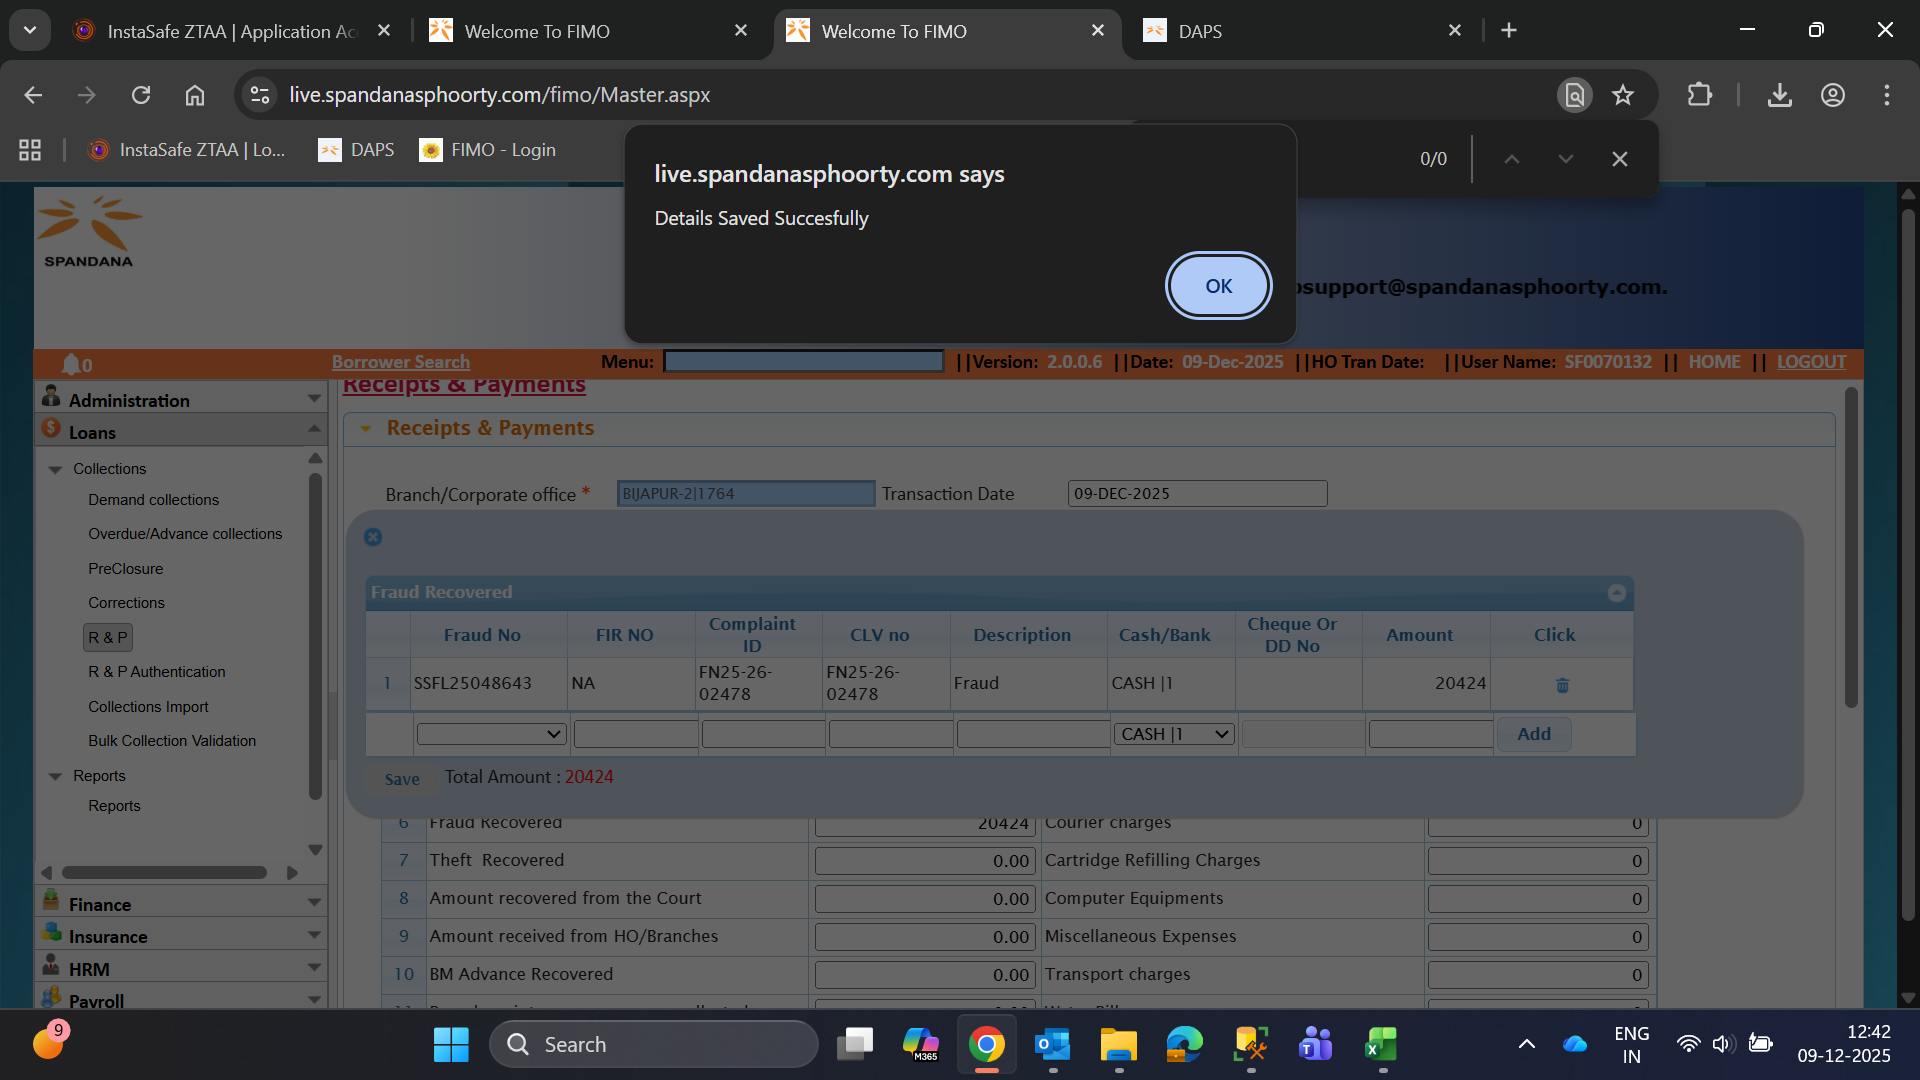 InstaSafe ZTAA | Application Acc
Welcome To FIMO
Welcome To FIMO
DAPS
live.spandanasphoorty.com/fimo/Master.aspx
InstaSafe ZTAA | Lo...
DAPS
FIMO - Login
0/0
live.spandanasphoorty.com says
Details Saved Succesfully
OK
SPANDANA
support@spandanasphoorty.com.
0
Borrower Search
Menu:
||Version: 2.0.0.6 ||Date: 09-Dec-2025 ||HO Tran Date: ||User Name: SF0070132 || HOME || LOGOUT
Administration
Loans
Collections
Demand collections
Overdue/Advance collections
PreClosure
Corrections
R & P
R & P Authentication
Collections Import
Bulk Collection Validation
Reports
Reports
Finance
Insurance
HRM
Payroll
Receipts & Payments
Receipts & Payments
Branch/Corporate office * BIJAPUR-2|1764 Transaction Date 09-DEC-2025
Fraud Recovered
Fraud No FIR NO Complaint ID CLV no Description Cash/Bank Cheque Or DD No Amount Click
1 SSFL25048643 NA FN25-26-02478 FN25-26-02478 Fraud CASH |1 20424
CASH |1 Add
Save Total Amount : 20424
6 Fraud Recovered 20424 Courier charges 0
7 Theft Recovered 0.00 Cartridge Refilling Charges 0
8 Amount recovered from the Court 0.00 Computer Equipments 0
9 Amount received from HO/Branches 0.00 Miscellaneous Expenses 0
10 BM Advance Recovered 0.00 Transport charges 0
9
Search
M365
ENG
IN
12:42
09-12-2025